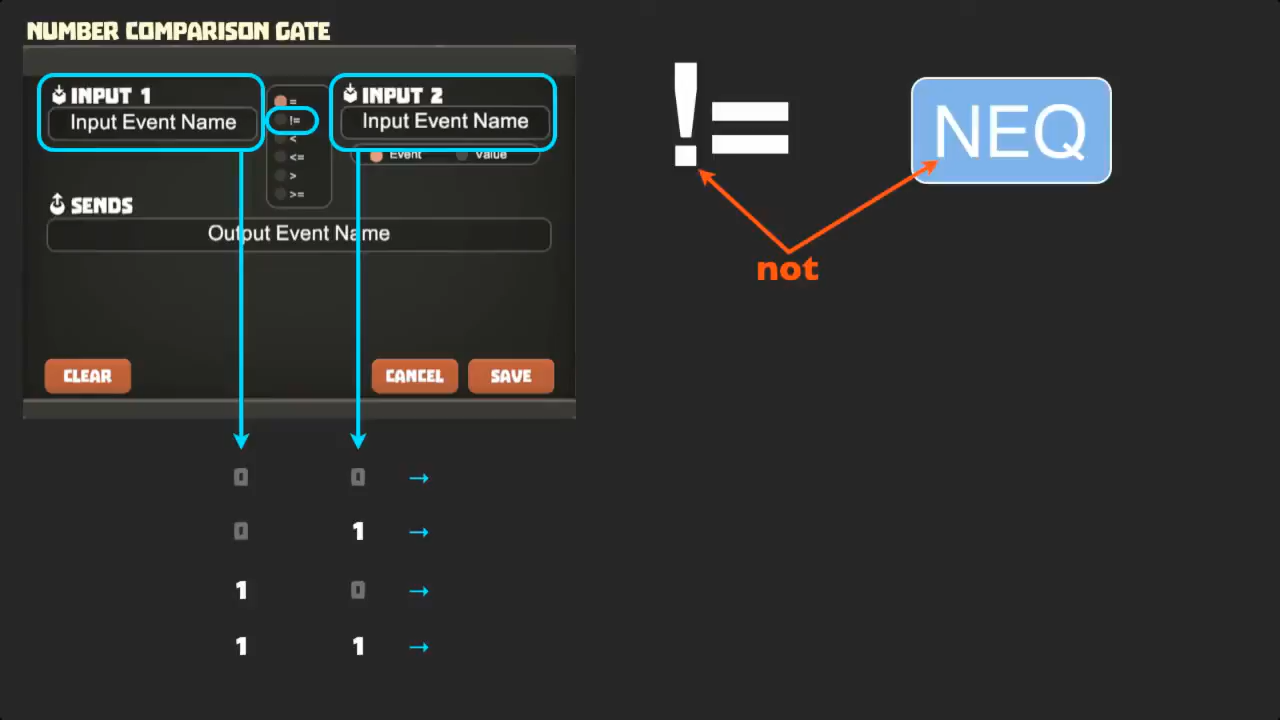 NUMBER COMPARISON GATE
INPUT 1
Input Event Name
=
!=
<
<=
>
>=
INPUT 2
Input Event Name
Event Value
SENDS
Output Event Name
CLEAR
CANCEL
SAVE
!=
NEQ
not
0 0 →
0 1 →
1 0 →
1 1 →